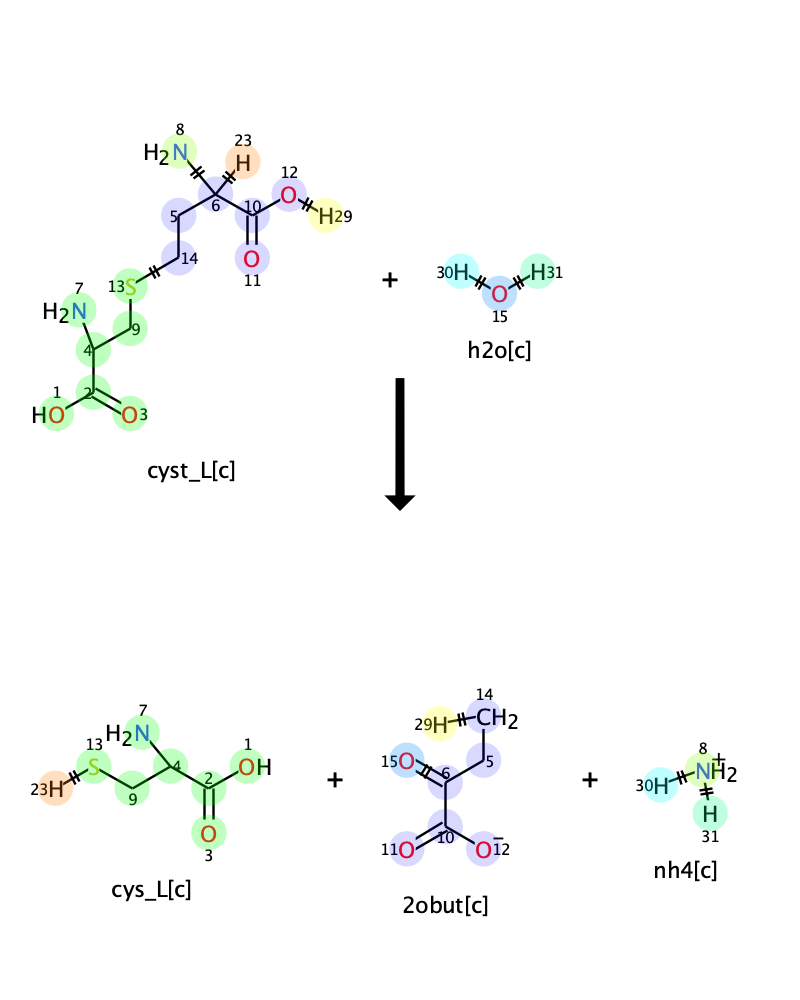 8
23
H₂N
H
12
O
H29
5
6
10
14
O
11
13S
7
H₂N
9
4
1
2
HO
O3
cyst_L[c]
+
30H
H31
O
15
h2o[c]
7
H₂N
13
S
4
1
2
OH
23H
9
O
3
cys_L[c]
+
14
29H
CH₂
15O
6
5
10
11O
O⁻12
2obut[c]
+
8
NH₂⁺
30H
H
31
nh4[c]